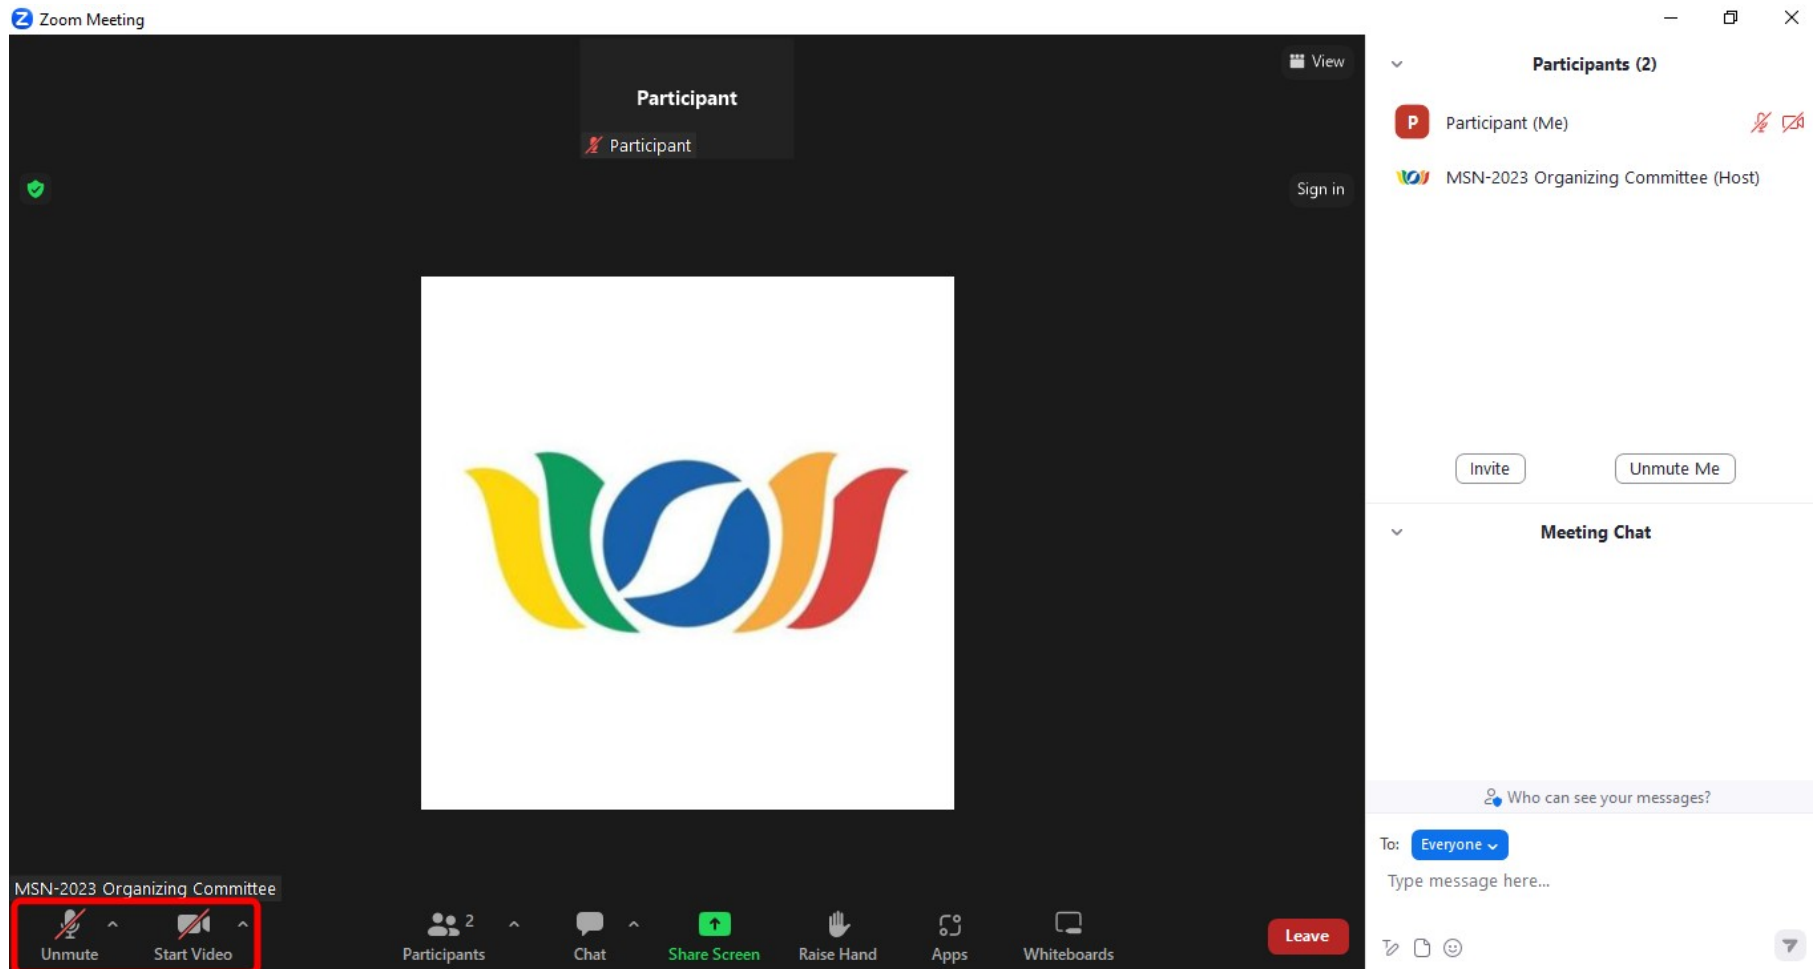 Zoom Meeting
Participant
Participant
View
Sign in
MSN-2023 Organizing Committee
Unmute
Start Video
2
Participants
Chat
Share Screen
Raise Hand
Apps
Whiteboards
Leave
Participants (2)
P
Participant (Me)
MSN-2023 Organizing Committee (Host)
Invite
Unmute Me
Meeting Chat
Who can see your messages?
To: Everyone
Type message here...